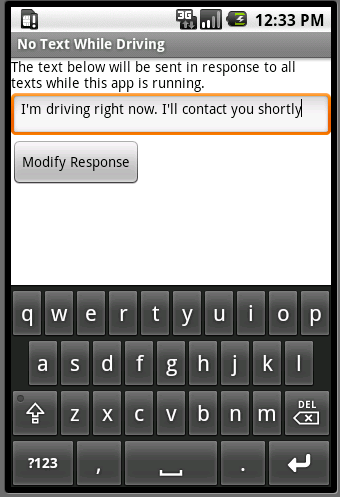 3G 12:33 PM
No Text While Driving
The text below will be sent in response to all
texts while this app is running.
I'm driving right now. I'll contact you shortly
Modify Response
q w e r t y u i o p
a s d f g h j k l
z x c v b n m DEL
?123 , .